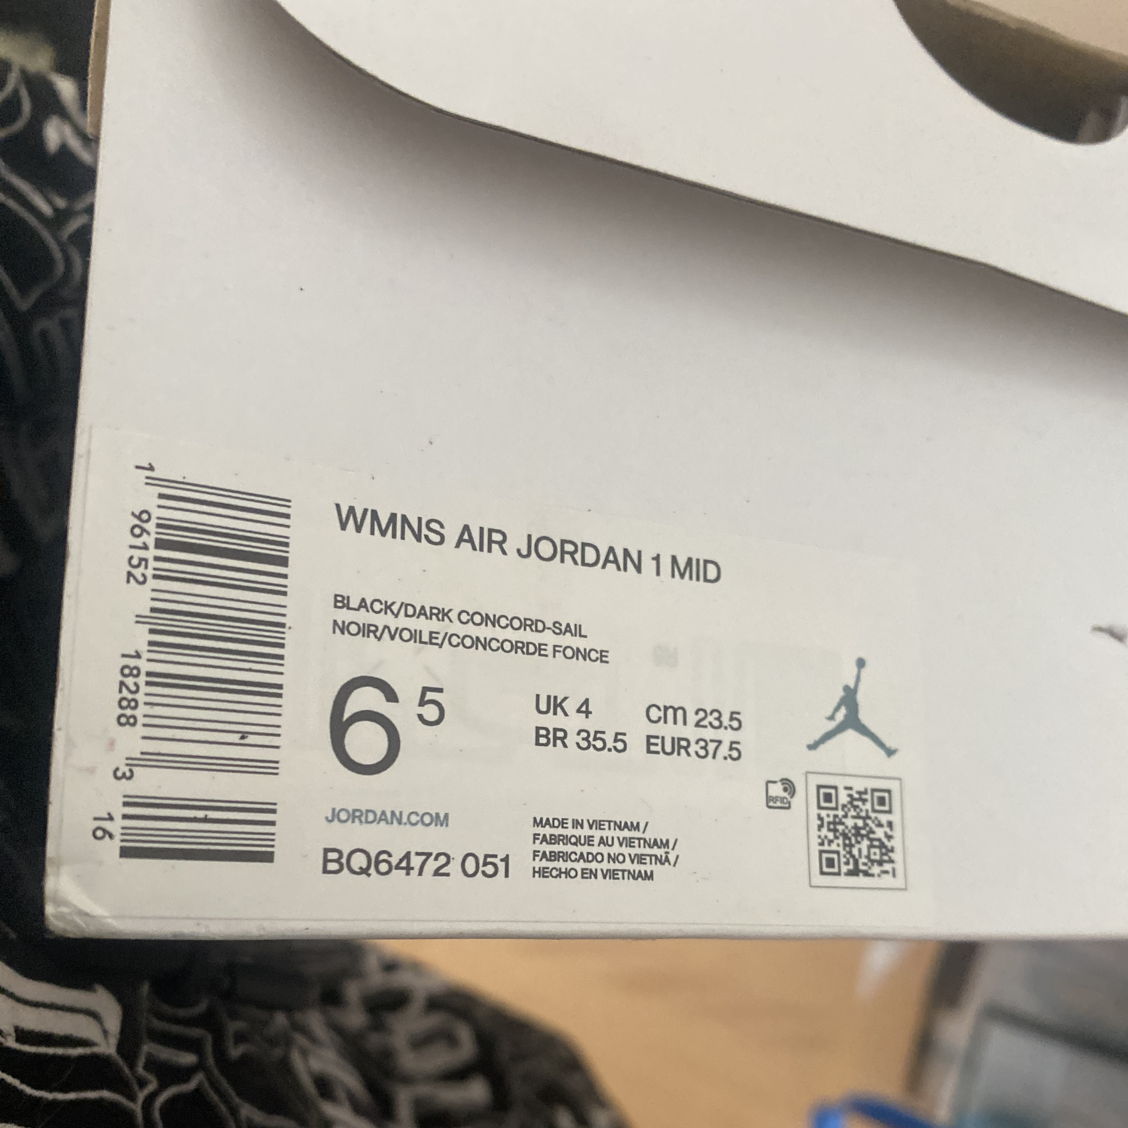 WMNS AIR JORDAN 1 MID
BLACK/DARK CONCORD-SAIL
NOIR/VOILE/CONCORDE FONCE
6 5
UK 4 cm 23.5
BR 35.5 EUR 37.5
RFID
JORDAN.COM
BQ6472 051
MADE IN VIETNAM /
FABRIQUE AU VIETNAM /
FABRICADO NO VIETNÃ /
HECHO EN VIETNAM
1 96152 18288 3 16